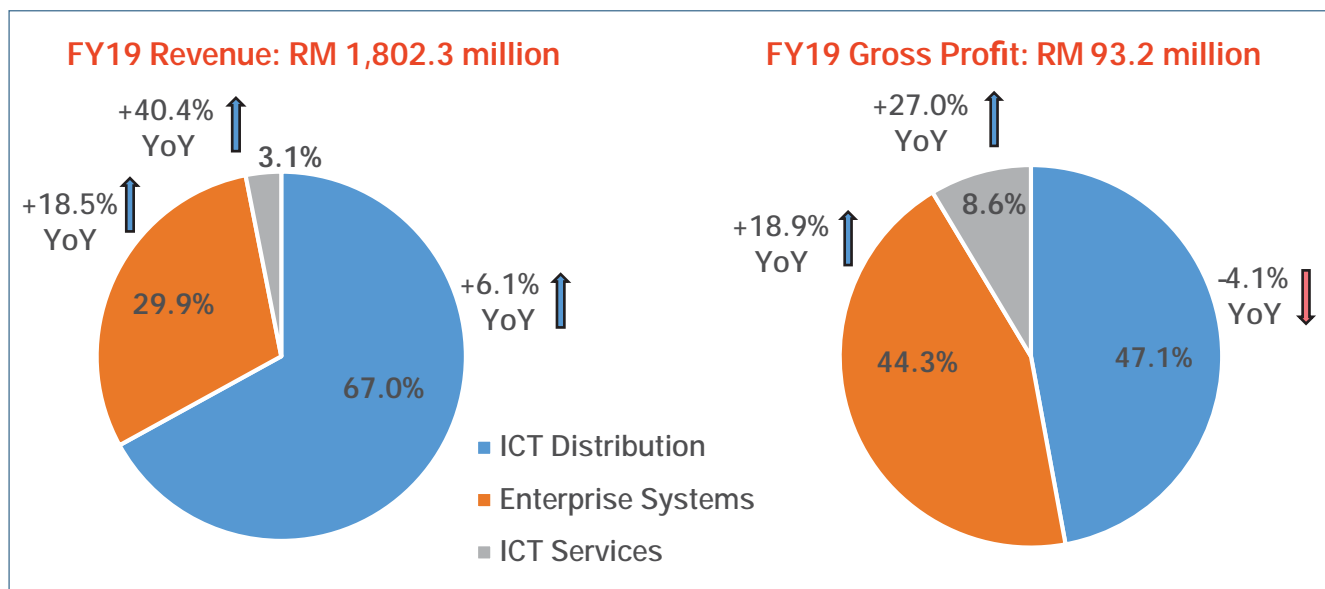 FY19 Revenue: RM 1,802.3 million
+40.4%
YoY
3.1%
+18.5%
YoY
29.9%
+6.1%
YoY
67.0%
ICT Distribution
Enterprise Systems
ICT Services
FY19 Gross Profit: RM 93.2 million
+27.0%
YoY
8.6%
+18.9%
YoY
-4.1%
YoY
44.3%
47.1%